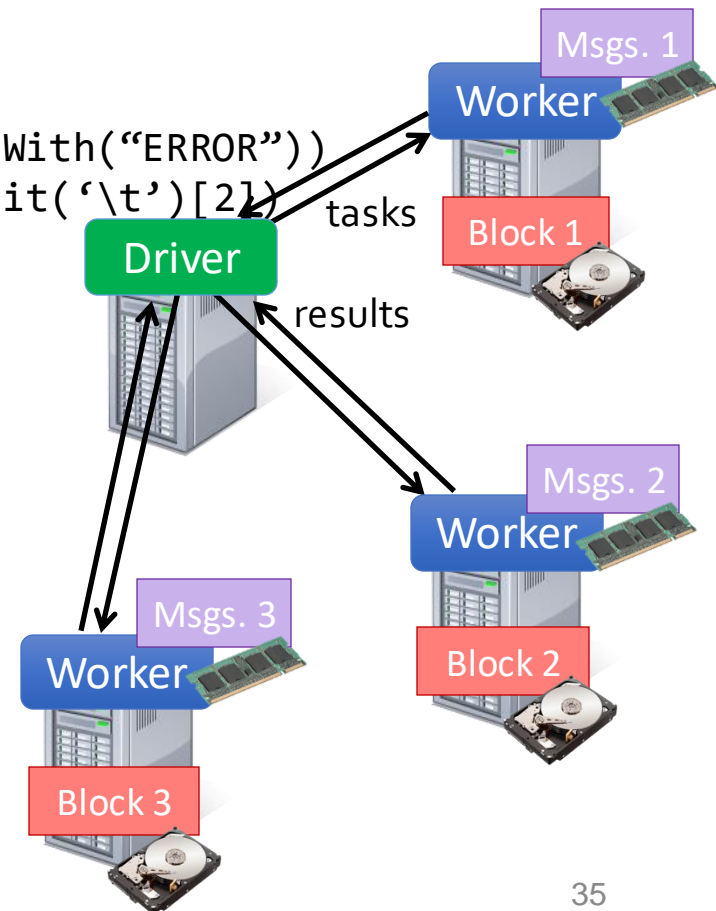 Msgs. 1
Worker
With(“ERROR”))
it(‘\t’)[2])
tasks
Block 1
Driver
results
Msgs. 2
Worker
Msgs. 3
Block 2
Worker
Block 3
35